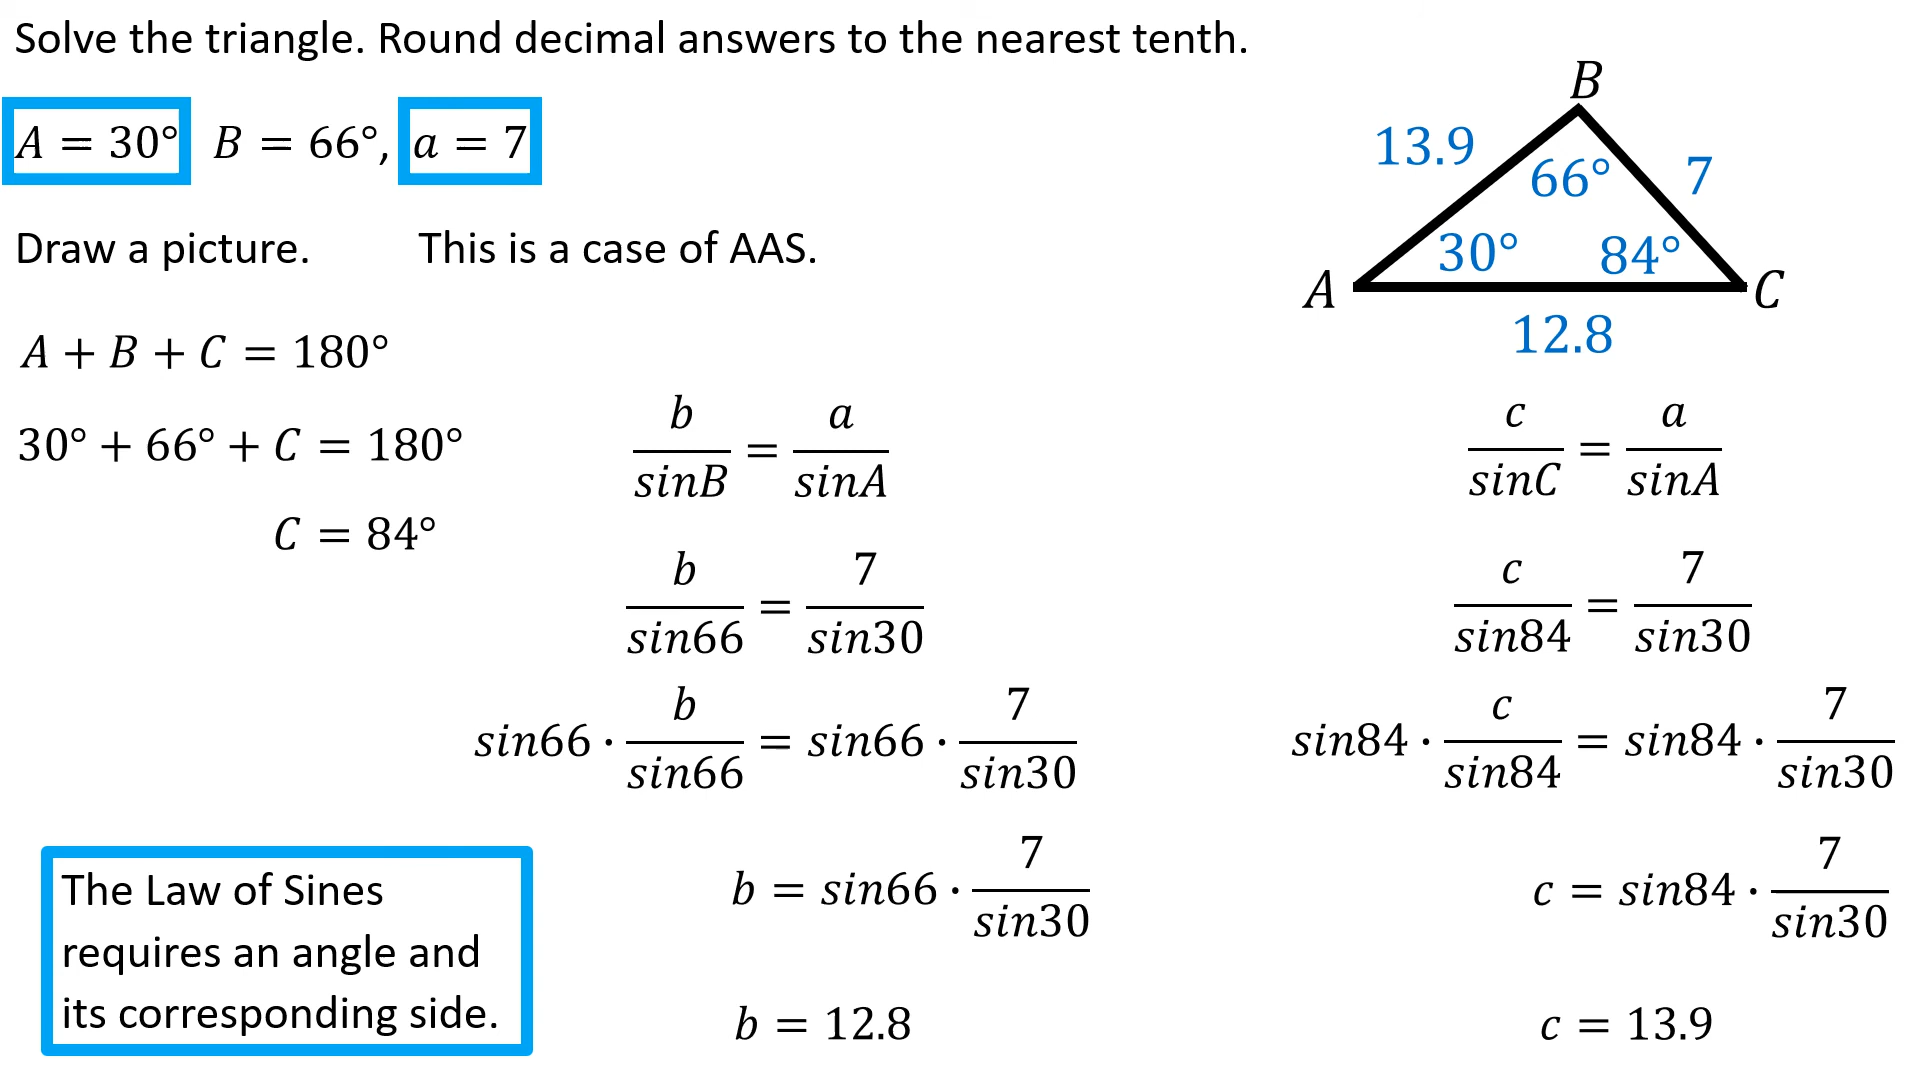 Solve the triangle. Round decimal answers to the nearest tenth.
A = 30° B = 66°, a = 7
Draw a picture. This is a case of AAS.
A + B + C = 180°
30° + 66° + C = 180°
C = 84°
B
13.9
66°
7
30°
84°
A
C
12.8
b/sinB = a/sinA
b/sin66 = 7/sin30
sin66 · b/sin66 = sin66 · 7/sin30
b = sin66 · 7/sin30
b = 12.8
c/sinC = a/sinA
c/sin84 = 7/sin30
sin84 · c/sin84 = sin84 · 7/sin30
c = sin84 · 7/sin30
c = 13.9
The Law of Sines
requires an angle and
its corresponding side.